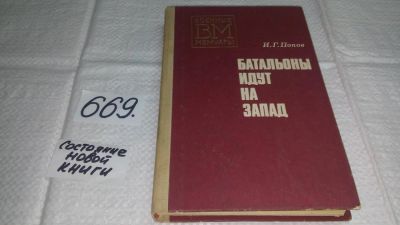 669.
Состояние
новой
книги
ВОЕННЫЕ
ВМ
МЕМУАРЫ
И.Г.Попов
БАТАЛЬОНЫ
ИДУТ
НА
ЗАПАД